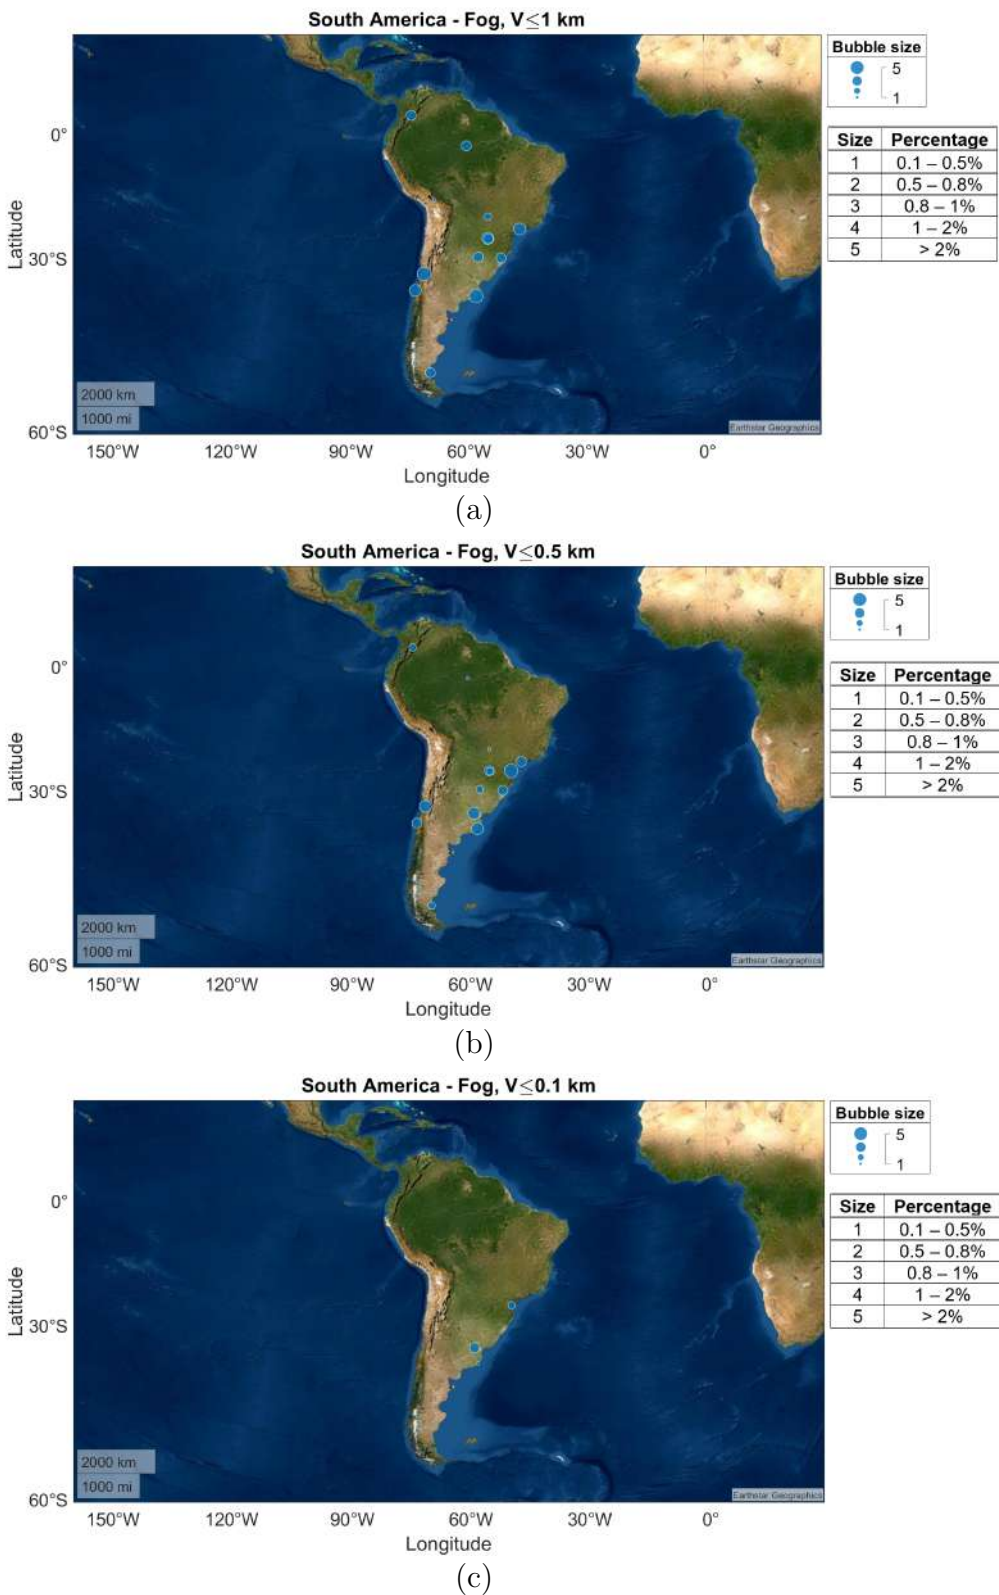 South America - Fog, V≤1 km
Bubble size
5
1
Size Percentage
1 0.1 – 0.5%
2 0.5 – 0.8%
3 0.8 – 1%
4 1 – 2%
5 > 2%
Latitude
0°
30°S
60°S
2000 km
1000 mi
Earthstar Geographics
150°W 120°W 90°W 60°W 30°W 0°
Longitude
(a)
South America - Fog, V≤0.5 km
Bubble size
5
1
Size Percentage
1 0.1 – 0.5%
2 0.5 – 0.8%
3 0.8 – 1%
4 1 – 2%
5 > 2%
Latitude
0°
30°S
60°S
2000 km
1000 mi
Earthstar Geographics
150°W 120°W 90°W 60°W 30°W 0°
Longitude
(b)
South America - Fog, V≤0.1 km
Bubble size
5
1
Size Percentage
1 0.1 – 0.5%
2 0.5 – 0.8%
3 0.8 – 1%
4 1 – 2%
5 > 2%
Latitude
0°
30°S
60°S
2000 km
1000 mi
Earthstar Geographics
150°W 120°W 90°W 60°W 30°W 0°
Longitude
(c)